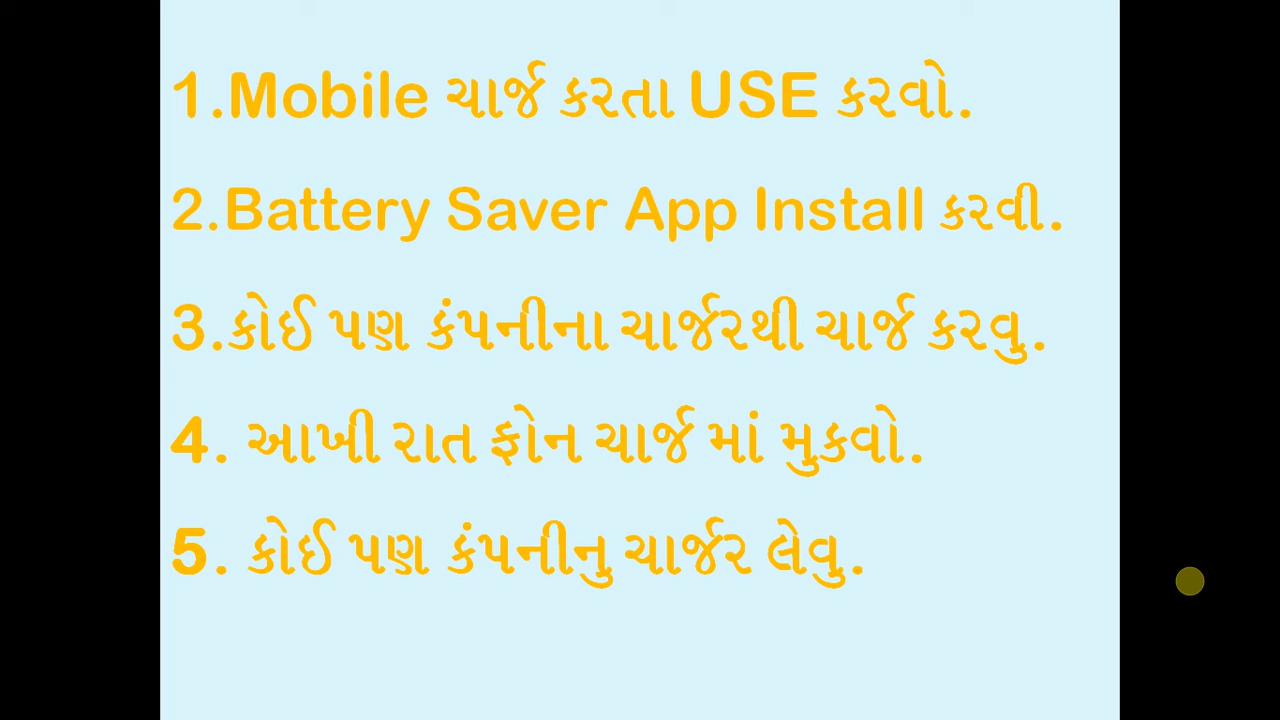 1.Mobile ચાર્જ કરતા USE કરવો.
2.Battery Saver App Install કરવી.
3.કોઈ પણ કંપનીના ચાર્જરથી ચાર્જ કરવુ.
4. આખી રાત ફોન ચાર્જ માં મુકવો.
5. કોઈ પણ કંપનીનુ ચાર્જર લેવુ.